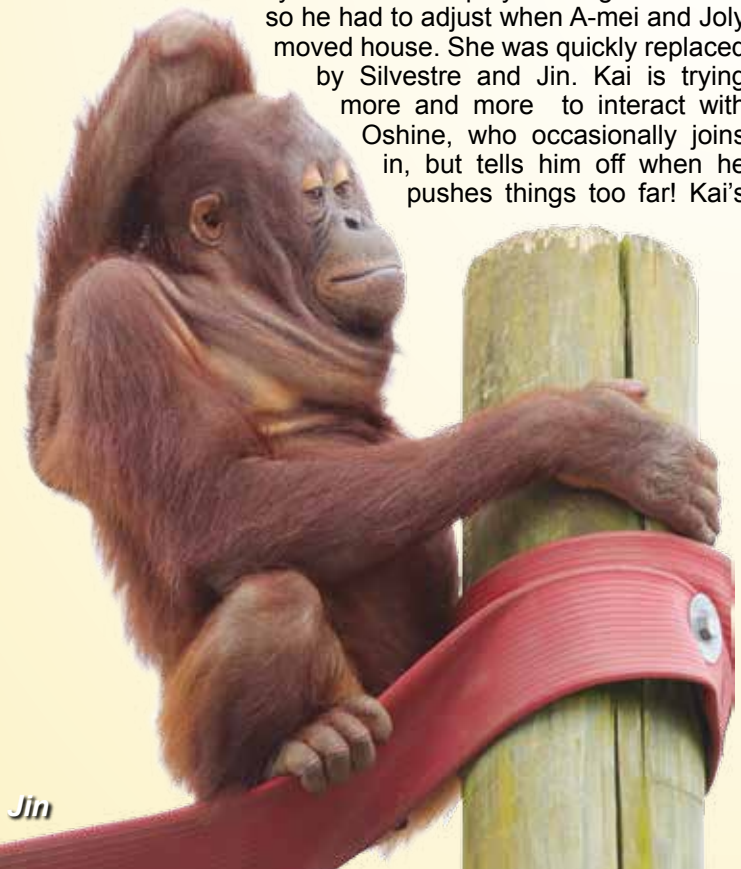 so he had to adjust when A-mei and Joly
moved house. She was quickly replaced
by Silvestre and Jin. Kai is trying
more and more to interact with
Oshine, who occasionally joins
in, but tells him off when he
pushes things too far! Kai's
Jin